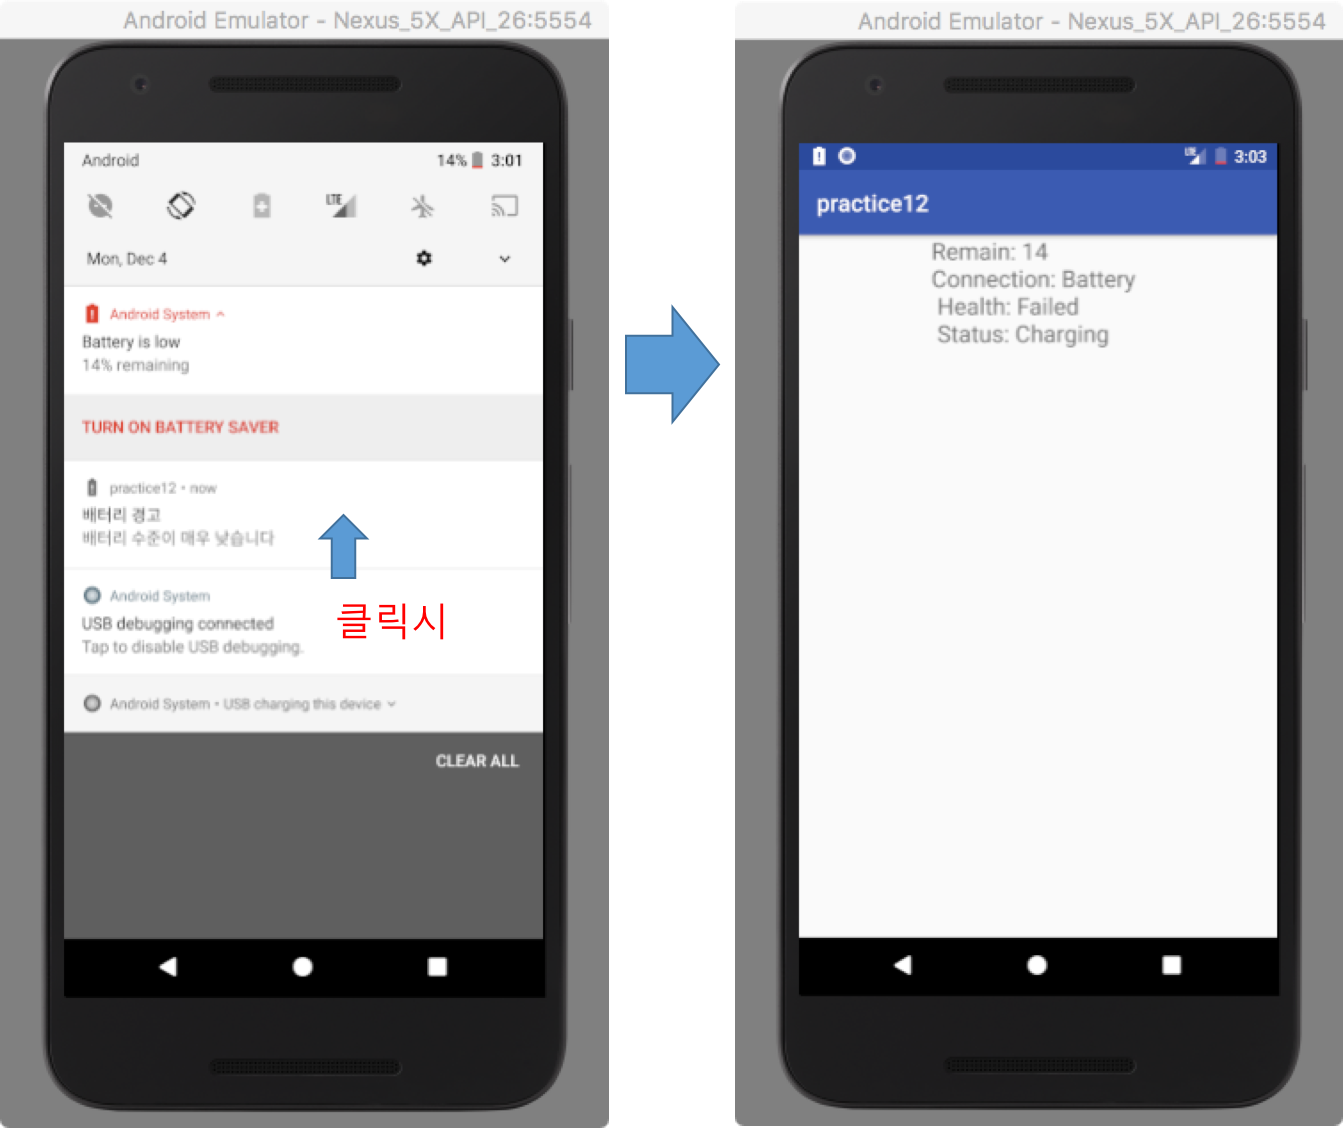 Android Emulator - Nexus_5X_API_26:5554
Android
14%
3:01
LTE
Mon, Dec 4
Android System
Battery is low
14% remaining
TURN ON BATTERY SAVER
practice12 • now
배터리 경고
배터리 수준이 매우 낮습니다
클릭시
Android System
USB debugging connected
Tap to disable USB debugging.
Android System • USB charging this device
CLEAR ALL
Android Emulator - Nexus_5X_API_26:5554
LTE
3:03
practice12
Remain: 14
Connection: Battery
Health: Failed
Status: Charging